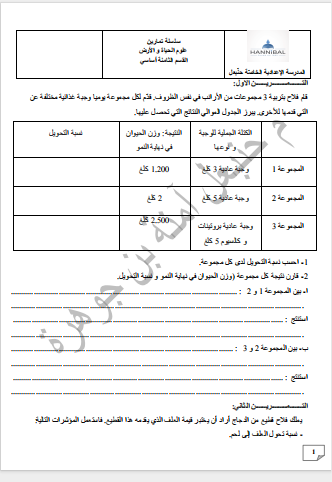 HANNIBAL
المدرسة الإعدادية الخاصة حنبعل
سلسلة تمارين
علوم الحياة و الأرض
القسم الثامنة أساسي
التمـــريـــن الأول:
قام فلاح بتربية 3 مجموعات من الأرانب في نفس الظروف. قدّم لكل مجموعة يوميا وجبة غذائية مختلفة عن
التي قدمها للأخرى. يبرز الجدول الموالي النتائج التي تحصل عليها.
الكتلة الجملية للوجبة و نوعها
النتيجة: وزن الحيوان في نهاية النمو
نسبة التحويل
المجموعة 1
وجبة عادية 3 كلغ
1,200 كلغ
المجموعة 2
وجبة عادية 5 كلغ
2 كلغ
المجموعة 3
وجبة عادية بروتينات و كالسيوم 5 كلغ
2.500 كلغ
1- احسب نسبة التحويل لدى كل مجموعة.
2- قارن نتيجة كل مجموعة (وزن الحيوان في نهاية النمو و نسبة التحويل.
أ- بين المجموعة 1 و 2 :
استنتج :
ب- بين المجموعة 2 و 3 :
استنتج :
التمـــريـــن الثاني:
يملك فلاح قطيع من الدجاج أراد أن يختبر قيمة العلف الذي يقدمه هذا القطيع. فاستعمل المؤشرات التالية:
- نسبة تحول العلف إلى لحم.
1